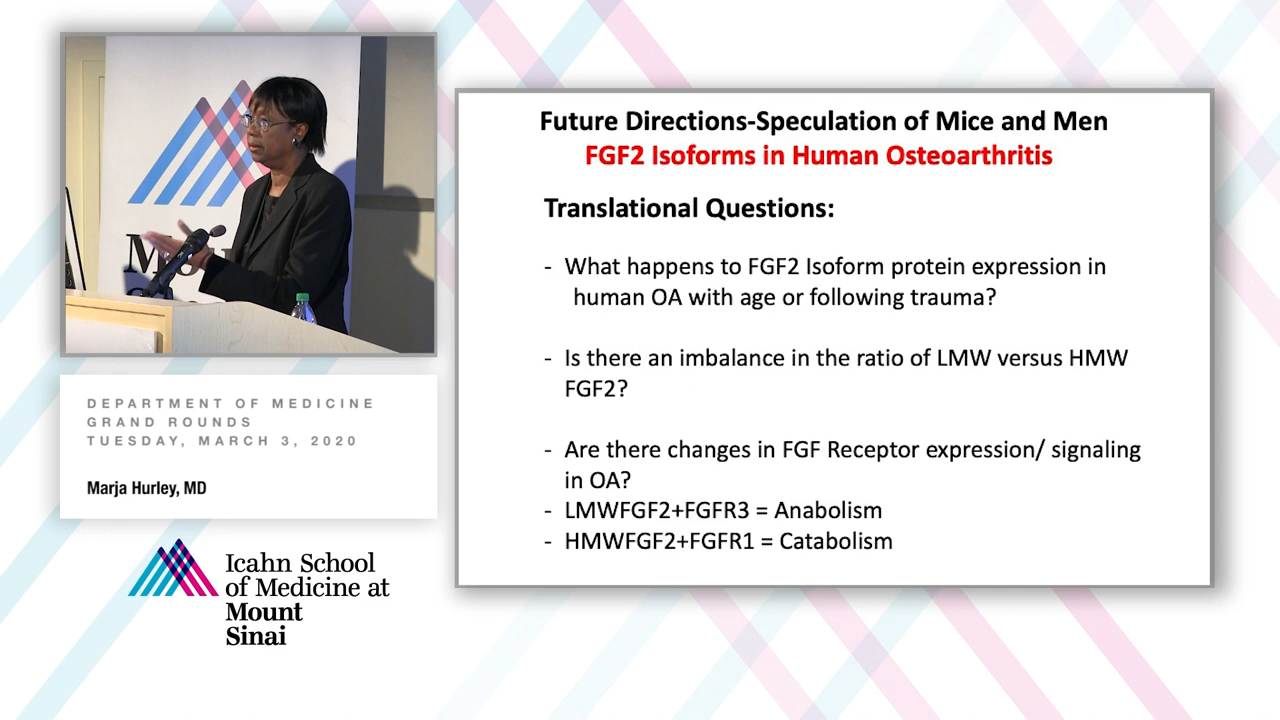 DEPARTMENT OF MEDICINE
GRAND ROUNDS
TUESDAY, MARCH 3, 2020
Marja Hurley, MD
Icahn School
of Medicine at
Mount
Sinai
Future Directions-Speculation of Mice and Men
FGF2 Isoforms in Human Osteoarthritis
Translational Questions:
- What happens to FGF2 Isoform protein expression in
human OA with age or following trauma?
- Is there an imbalance in the ratio of LMW versus HMW
FGF2?
- Are there changes in FGF Receptor expression/ signaling
in OA?
- LMWFGF2+FGFR3 = Anabolism
- HMWFGF2+FGFR1 = Catabolism